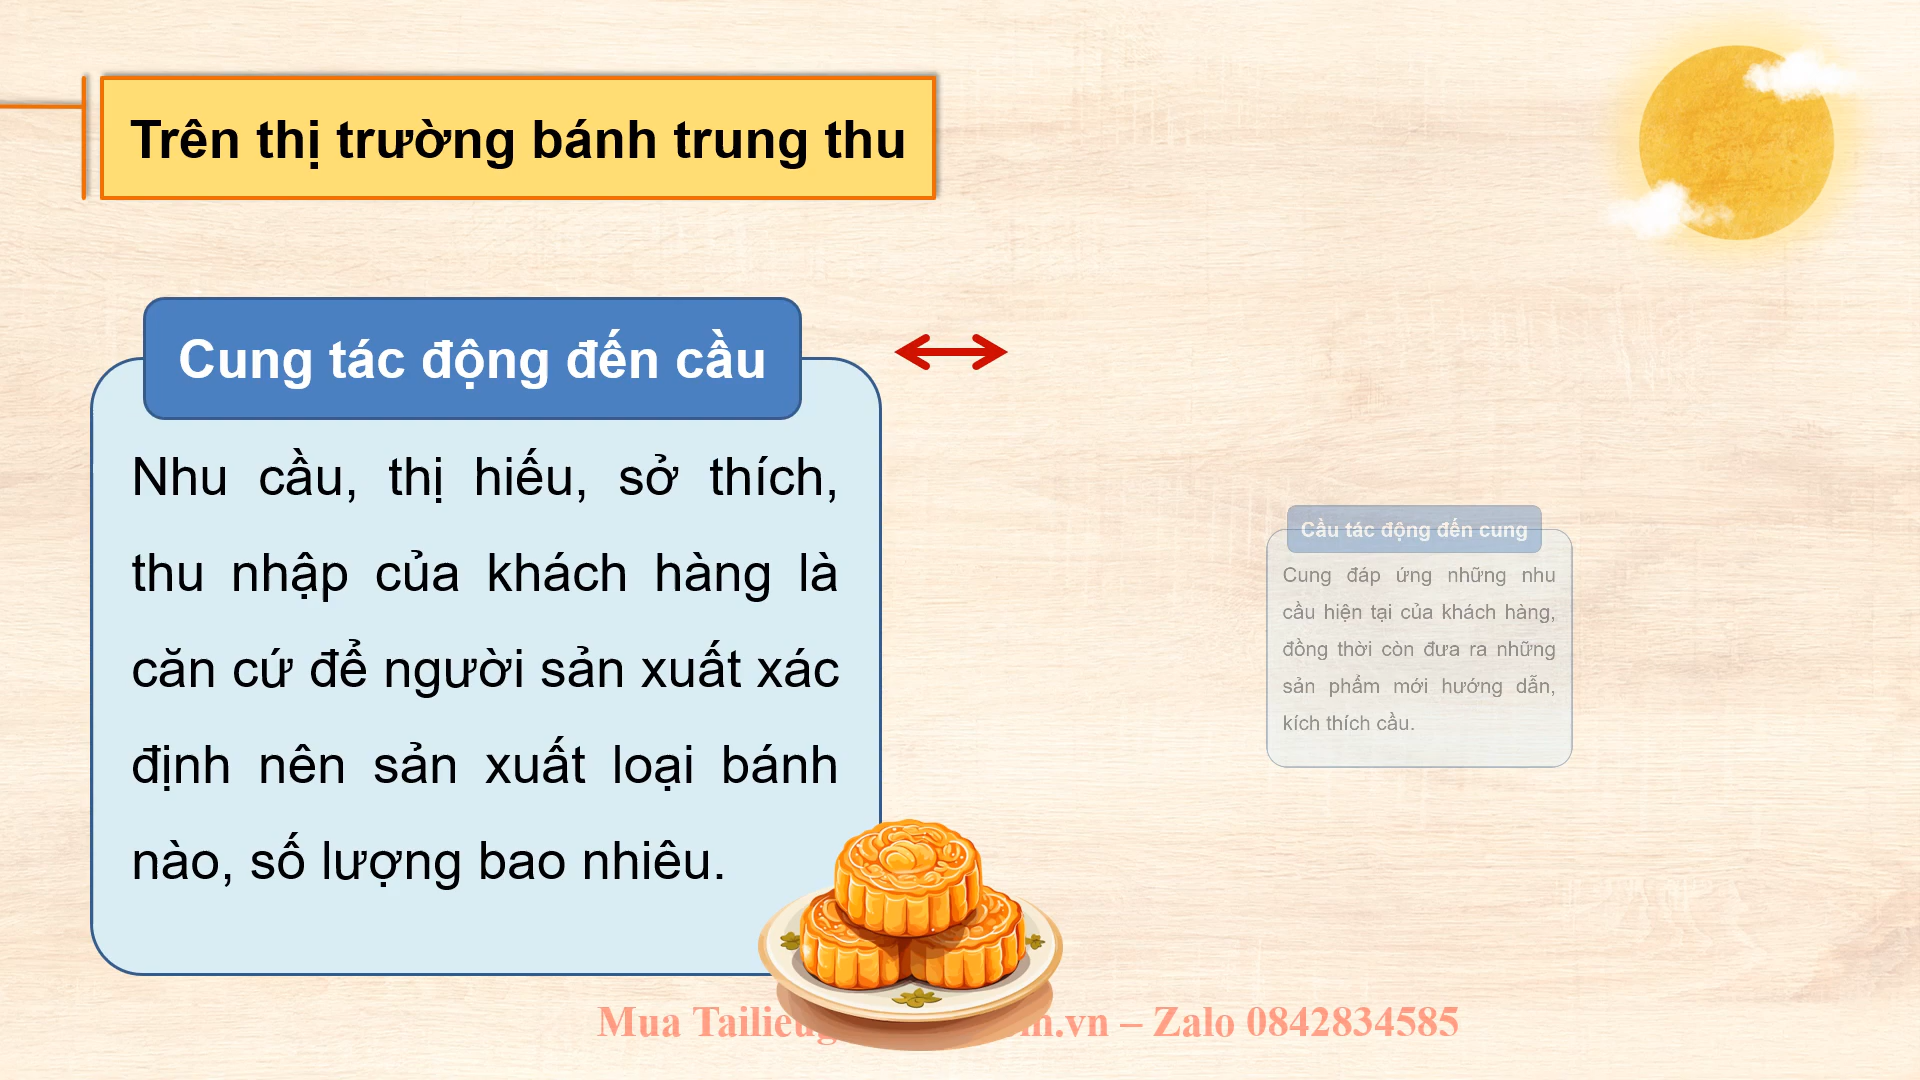 Trên thị trường bánh trung thu
Cung tác động đến cầu
Nhu cầu, thị hiếu, sở thích,
thu nhập của khách hàng là
căn cứ để người sản xuất xác
định nên sản xuất loại bánh
nào, số lượng bao nhiêu.
Cầu tác động đến cung
Cung đáp ứng những nhu
cầu hiện tại của khách hàng,
đồng thời còn đưa ra những
sản phẩm mới hướng dẫn,
kích thích cầu.
Mua – Zalo 0842834585